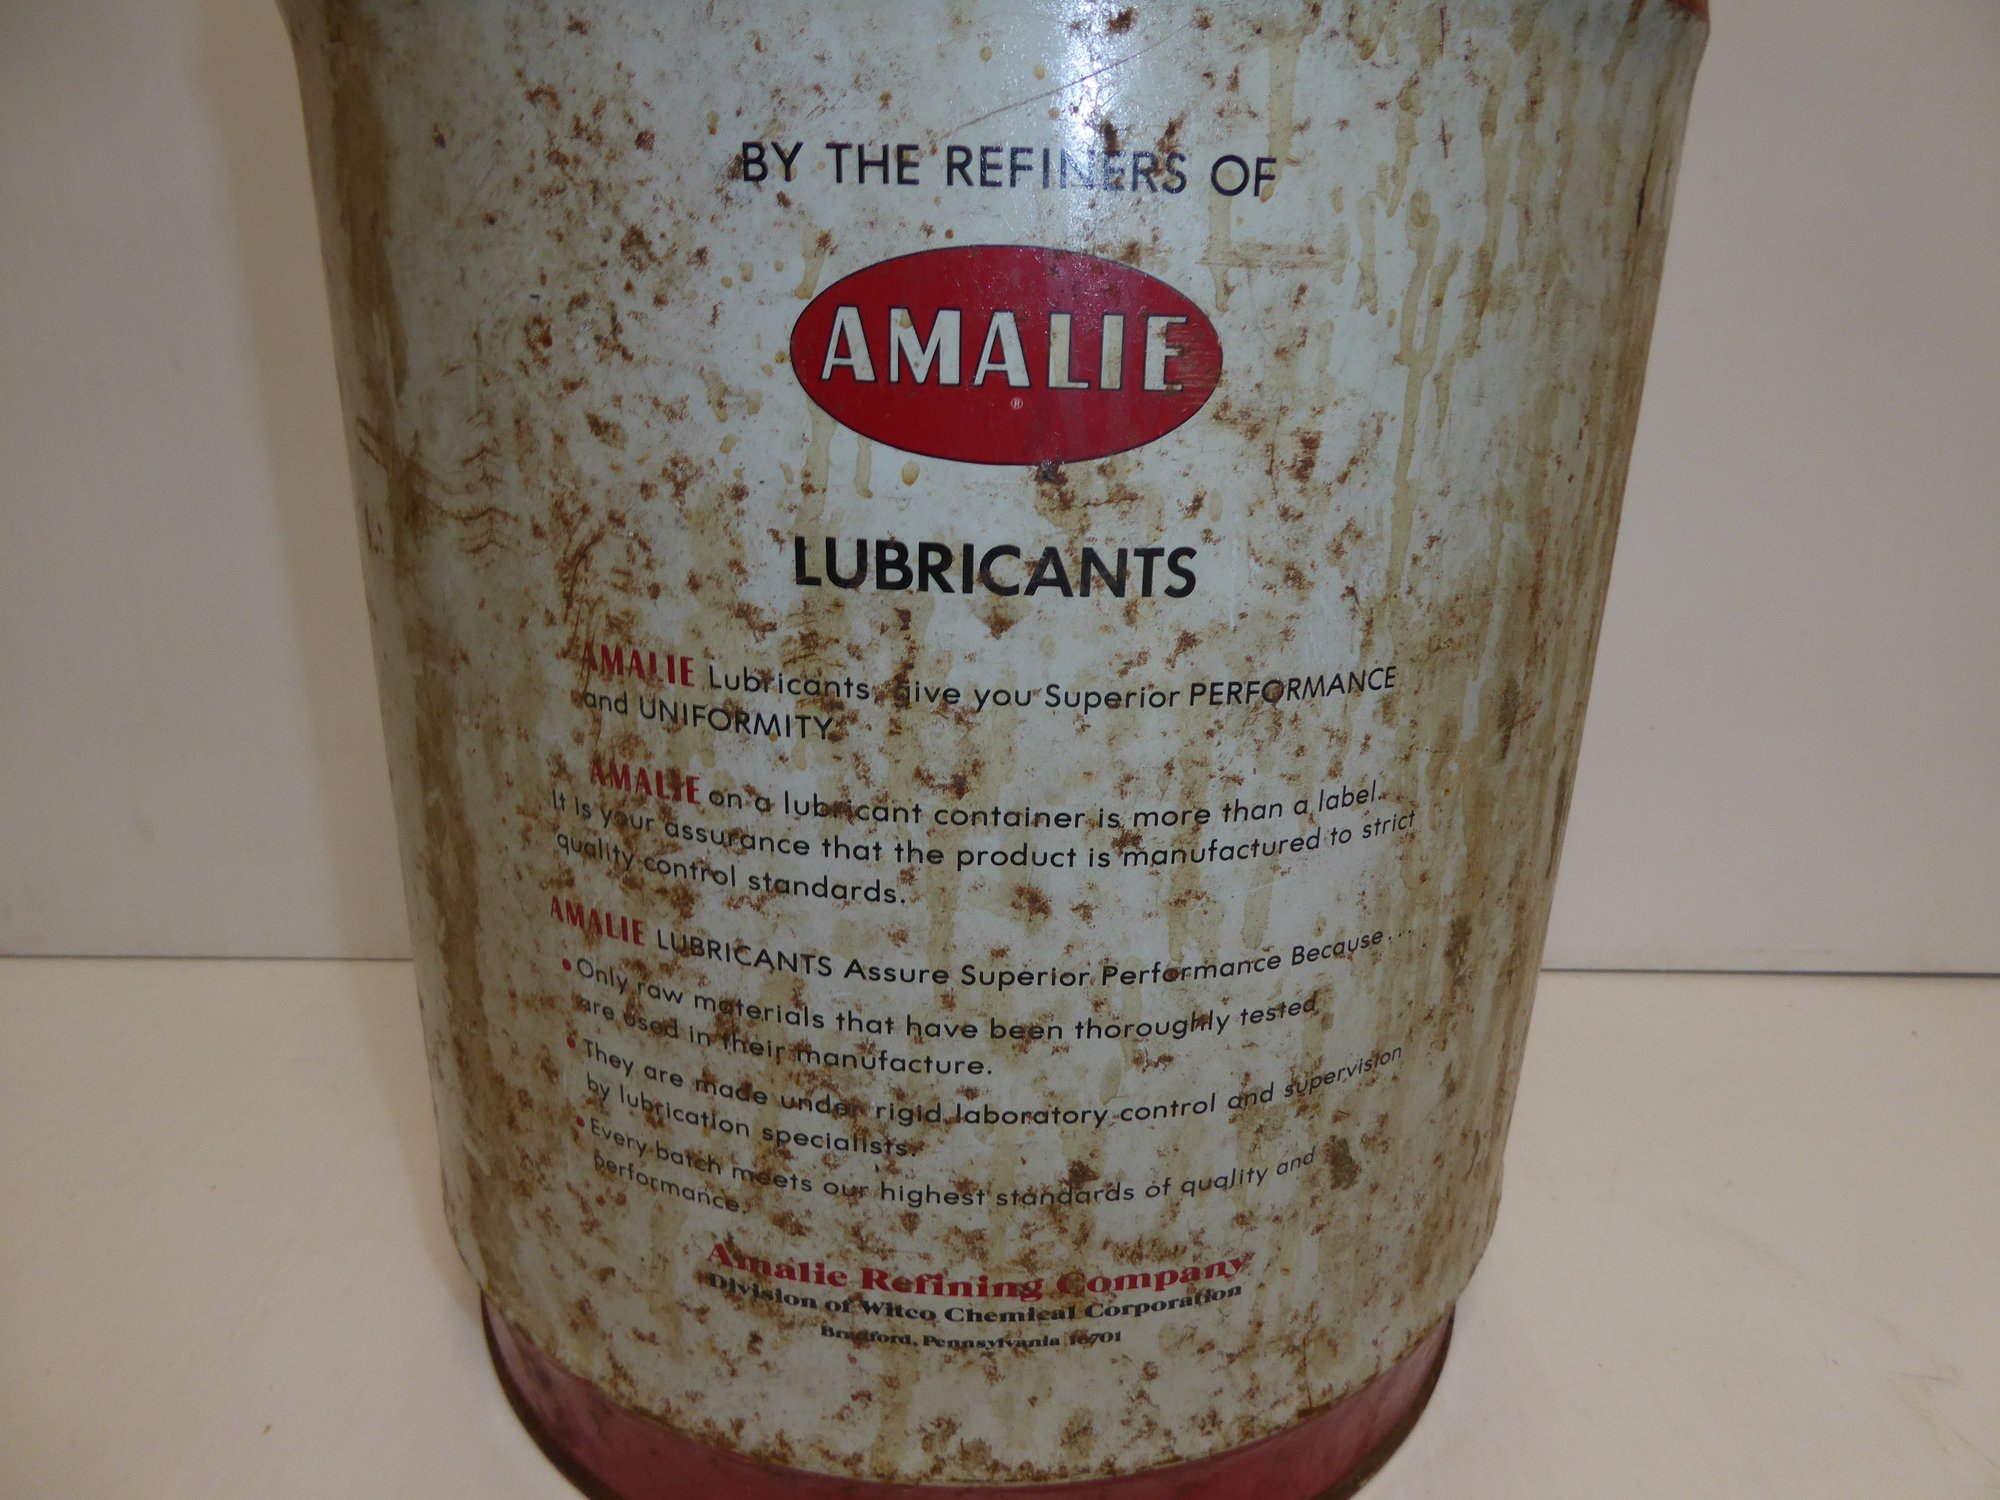 BY THE REFINERS OF
AMALIE
®
LUBRICANTS
AMALIE Lubricants, give you Superior PERFORMANCE
and UNIFORMITY.
AMALIE on a lubricant container is more than a label.
It is your assurance that the product is manufactured to strict
quality control standards.
AMALIE LUBRICANTS Assure Superior Performance Because...
• Only raw materials that have been thoroughly tested
are used in their manufacture.
• They are made under rigid laboratory control and supervision
by lubrication specialists.
• Every batch meets our highest standards of quality and
performance.
Amalie Refining Company
Division of Witco Chemical Corporation
Bradford, Pennsylvania 16701